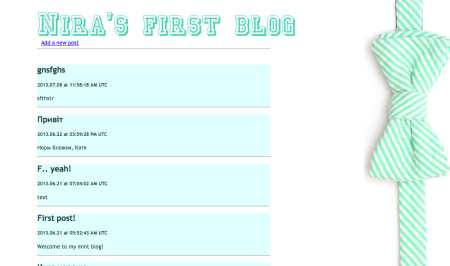 Nira's first blog
Add a new post
gnsfghs
2013.07.08 at 11:58:18 AM UTC
sfthstr
Привіт
2013.06.22 at 03:59:28 PM UTC
Норм бложик, Катя
F.. yeah!
2013.06.21 at 07:04:02 AM UTC
text
First post!
2013.06.21 at 05:52:43 AM UTC
Welcome to my mint blog!